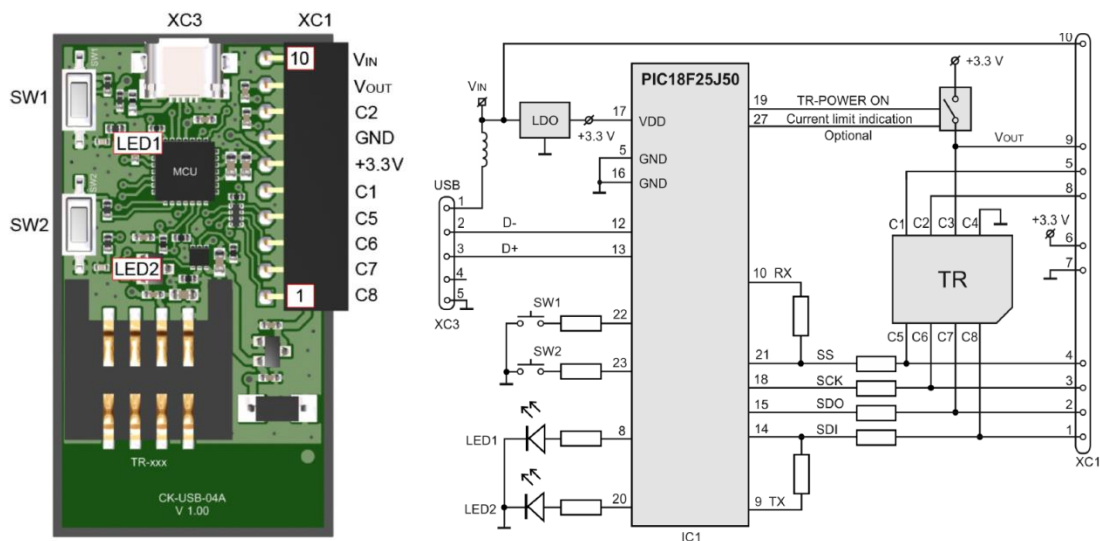 XC3 XC1
SW1
SW2
LED1
LED2
MCU
10
1
VIN
VOUT
C2
GND
+3.3V
C1
C5
C6
C7
C8
TR-xxx
CK-USB-04A
V 1.00
PIC18F25J50
VIN
LDO
+3.3 V
17 VDD
5 GND
16 GND
USB
1
2 D- 12
3 D+ 13
4
5
XC3
SW1 22
SW2 23
LED1 8
LED2 20
IC1
19 TR-POWER ON
27 Current limit indication
Optional
+3.3 V
VOUT
10
9
5
8
+3.3 V
6
7
C1 C2 C3 C4
TR
C5 C6 C7 C8
10 RX
21 SS 4
18 SCK 3
15 SDO 2
14 SDI 1
9 TX
XC1